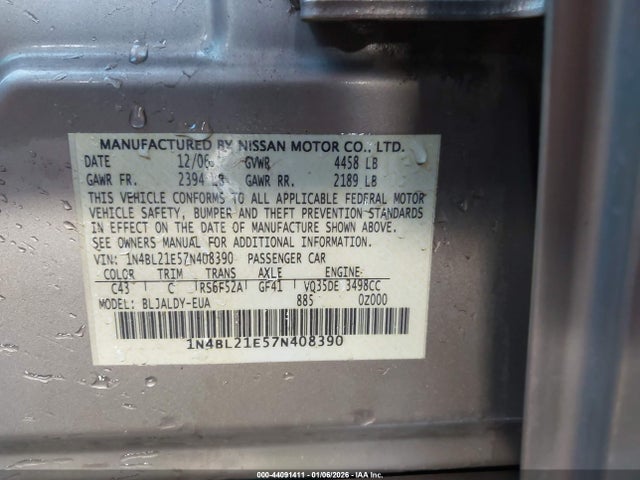 MANUFACTURED BY NISSAN MOTOR CO., LTD.
DATE 12/06 GVWR 4458 LB
GAWR FR. 2394 LB GAWR RR. 2189 LB
THIS VEHICLE CONFORMS TO ALL APPLICABLE FEDERAL MOTOR
VEHICLE SAFETY, BUMPER AND THEFT PREVENTION STANDARDS
IN EFFECT ON THE DATE OF MANUFACTURE SHOWN ABOVE.
SEE OWNERS MANUAL FOR ADDITIONAL INFORMATION.
VIN: 1N4BL21E57N408390 PASSENGER CAR
COLOR TRIM TRANS AXLE ENGINE
C43 C RS6F52A GF41 VQ35DE 3498CC
MODEL: BLJALDY-EUA 885 0Z000
1N4BL21E57N408390
000-44091411 - 01/06/2026 - ©IAA Inc.